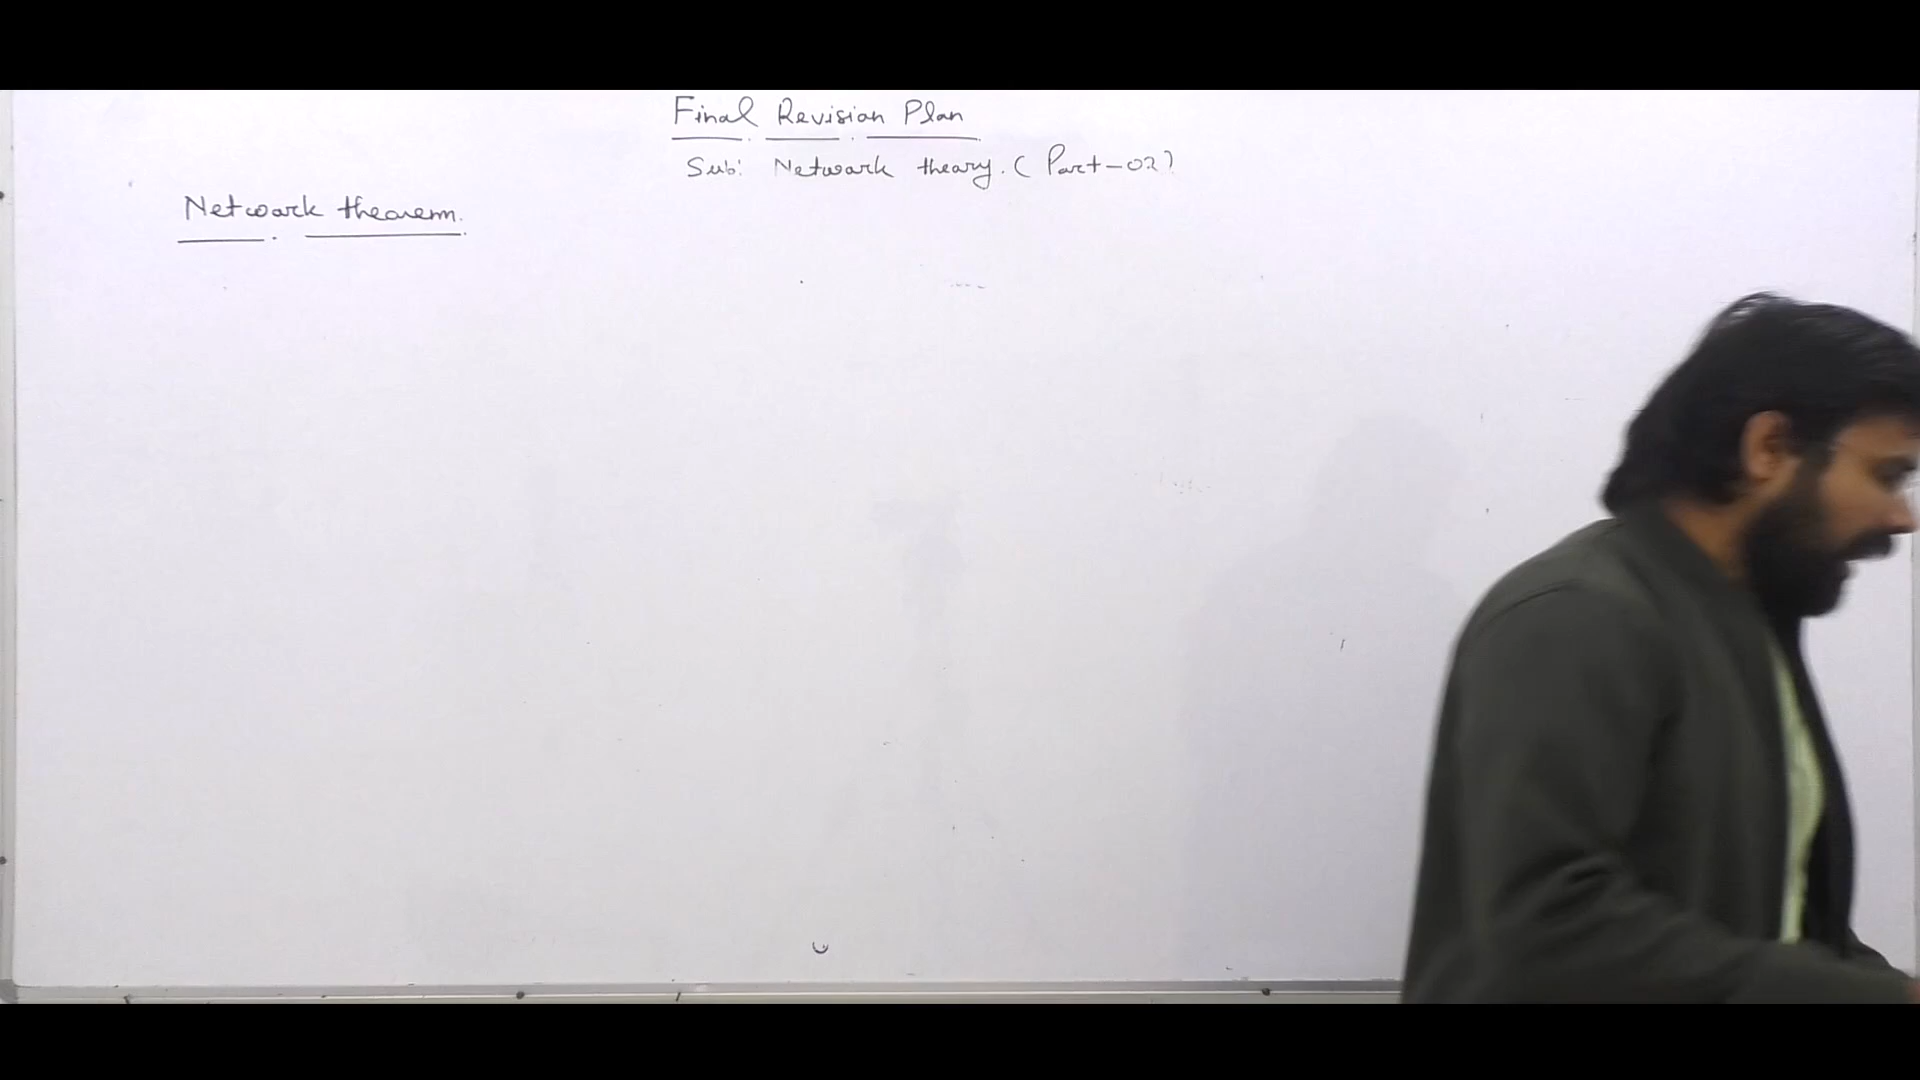 Final Revision Plan
Sub: Network theory. (Part-02)
Network theorem.